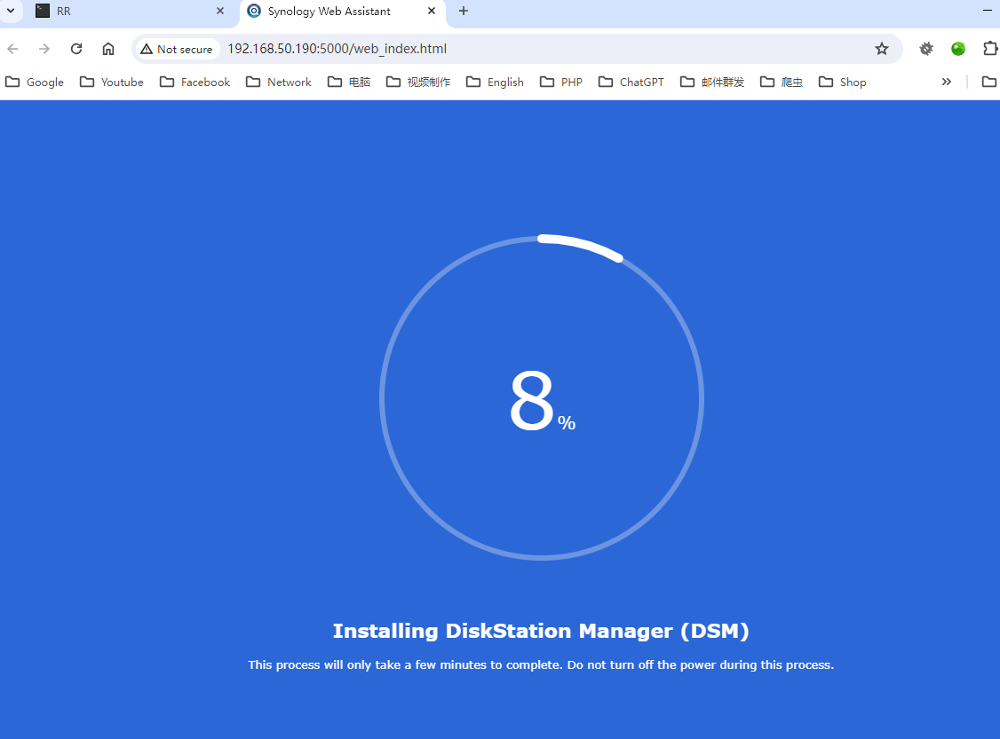 RR
Synology Web Assistant
Not secure
192.168.50.190:5000/web_index.html
Google
Youtube
Facebook
Network
电脑
视频制作
English
PHP
ChatGPT
邮件群发
爬虫
Shop
8%
Installing DiskStation Manager (DSM)
This process will only take a few minutes to complete. Do not turn off the power during this process.